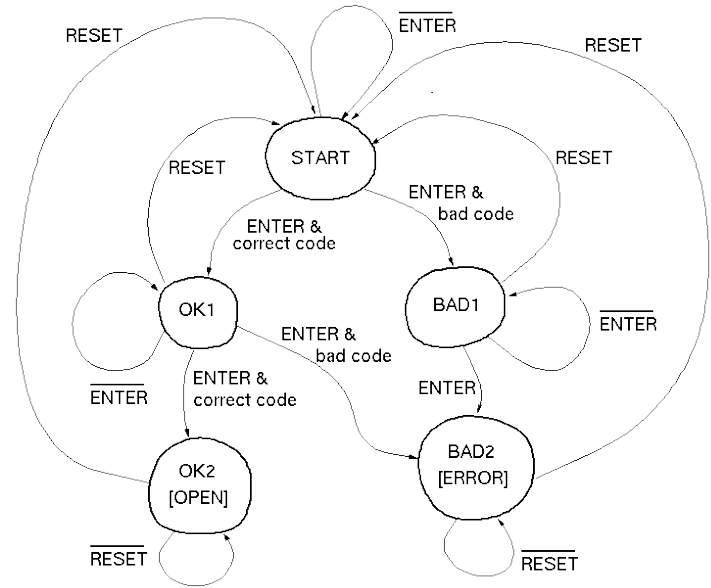 RESET
ENTER
RESET
START
RESET
RESET
ENTER &
bad code
ENTER &
correct code
OK1
BAD1
ENTER
ENTER &
bad code
ENTER
ENTER &
correct code
ENTER
OK2
[OPEN]
BAD2
[ERROR]
RESET
RESET